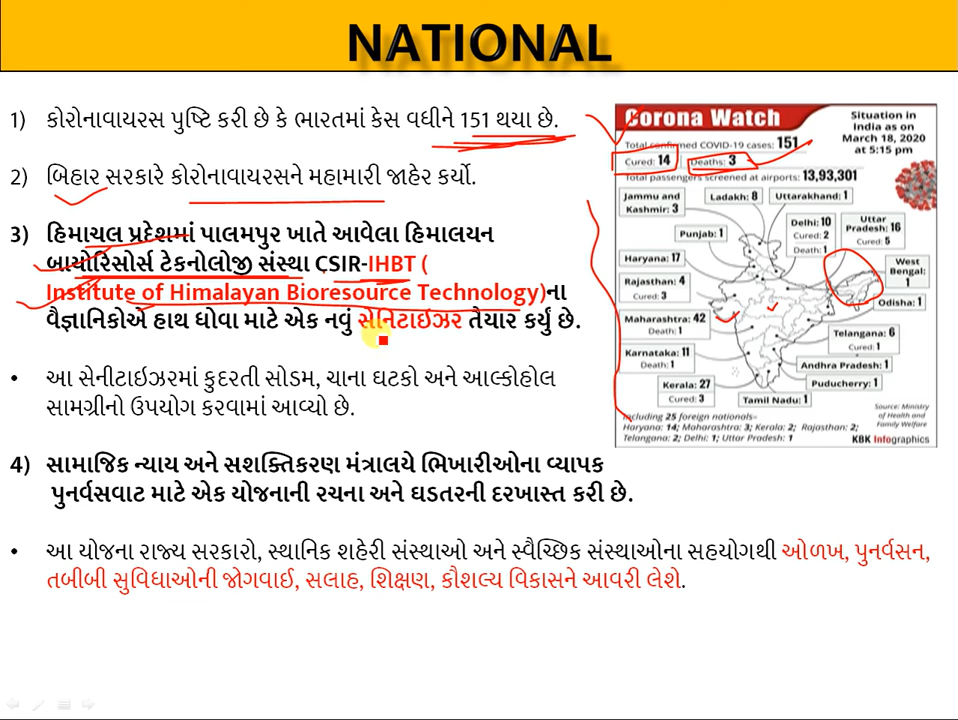 NATIONAL
1) કોરોનાવાયરસ પુષ્ટિ કરી છે કે ભારતમાં કેસ વધીને 151 થયા છે.
2) બિહાર સરકારે કોરોનાવાયરસને મહામારી જાહેર કર્યો.
3) હિમાચલ પ્રદેશમાં પાલમપુર ખાતે આવેલા હિમાલયન
બાયોરિસોર્સ ટેકનોલોજી સંસ્થા CSIR-IHBT (
Institute of Himalayan Bioresource Technology)ના
વૈજ્ઞાનિકોએ હાથ ધોવા માટે એક નવું સેનિટાઇઝર તૈયાર કર્યું છે.
• આ સેનીટાઇઝરમાં કુદરતી સોડમ, ચાના ઘટકો અને આલ્કોહોલ
સામગ્રીનો ઉપયોગ કરવામાં આવ્યો છે.
4) સામાજિક ન્યાય અને સશક્તિકરણ મંત્રાલયે ભિખારીઓના વ્યાપક
પુનર્વસવાટ માટે એક યોજનાની રચના અને ઘડતરની દરખાસ્ત કરી છે.
• આ યોજના રાજ્ય સરકારો, સ્થાનિક શહેરી સંસ્થાઓ અને સ્વૈચ્છિક સંસ્થાઓના સહયોગથી ઓળખ, પુનર્વસન,
તબીબી સુવિધાઓની જોગવાઈ, સલાહ, શિક્ષણ, કૌશલ્ય વિકાસને આવરી લેશે.
Corona Watch
Situation in
India as on
March 18, 2020
at 5:15 pm
Total confirmed COVID-19 cases: 151
Cured: 14 Deaths: 3
Total passengers screened at airports: 13,93,301
Jammu and
Kashmir: 3
Ladakh: 8
Uttarakhand: 1
Punjab: 1
Delhi: 10
Cured: 2
Death: 1
Uttar
Pradesh: 16
Cured: 5
Haryana: 17
West
Bengal:
1
Rajasthan: 4
Cured: 3
Odisha: 1
Maharashtra: 42
Death: 1
Telangana: 6
Cured: 1
Karnataka: 11
Death: 1
Andhra Pradesh: 1
Puducherry: 1
Kerala: 27
Cured: 3
Tamil Nadu: 1
Source: Ministry
of Health and
Family Welfare
Including 25 foreign nationals–
Haryana: 14; Maharashtra: 3; Kerala: 2; Rajasthan: 2;
Telangana: 2; Delhi: 1; Uttar Pradesh: 1
KBK Infographics